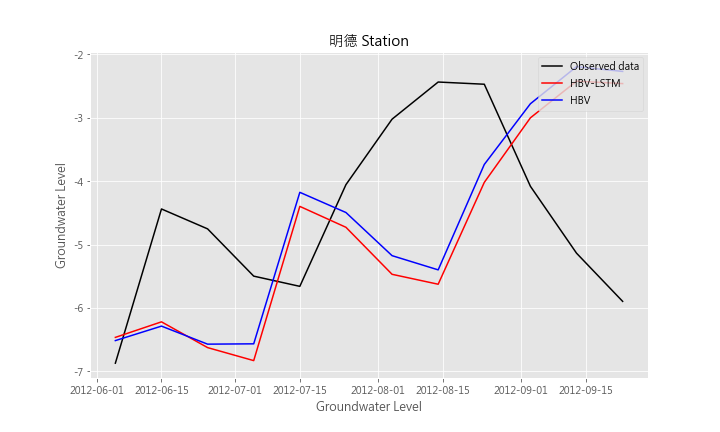 明德 Station
Observed data
HBV-LSTM
HBV
Groundwater Level
-2
-3
-4
-5
-6
-7
2012-06-01 2012-06-15 2012-07-01 2012-07-15 2012-08-01 2012-08-15 2012-09-01 2012-09-15
Groundwater Level